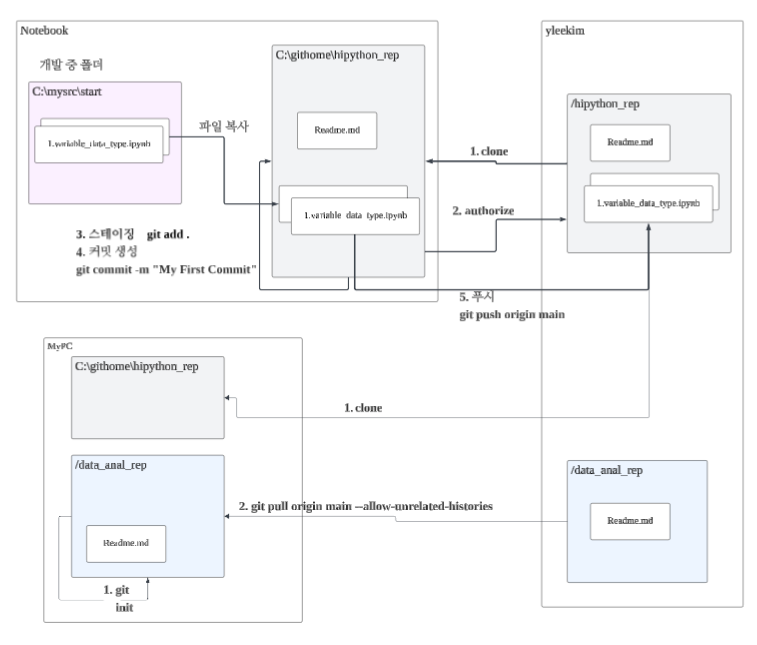 Notebook
개발 중 폴더
C:\mysrc\start
1.variable_data_type.ipynb
파일 복사
C:\githome\hipython_rep
Readme.md
1.variable_data_type.ipynb
3. 스테이징 git add .
4. 커밋 생성
git commit -m "My First Commit"
1. clone
2. authorize
5. 푸시
git push origin main
yleekim
/hipython_rep
Readme.md
1.variable_data_type.ipynb
MyPC
C:\githome\hipython_rep
1. clone
/data_anal_rep
Readme.md
1. git
init
2. git pull origin main --allow-unrelated-histories
/data_anal_rep
Readme.md